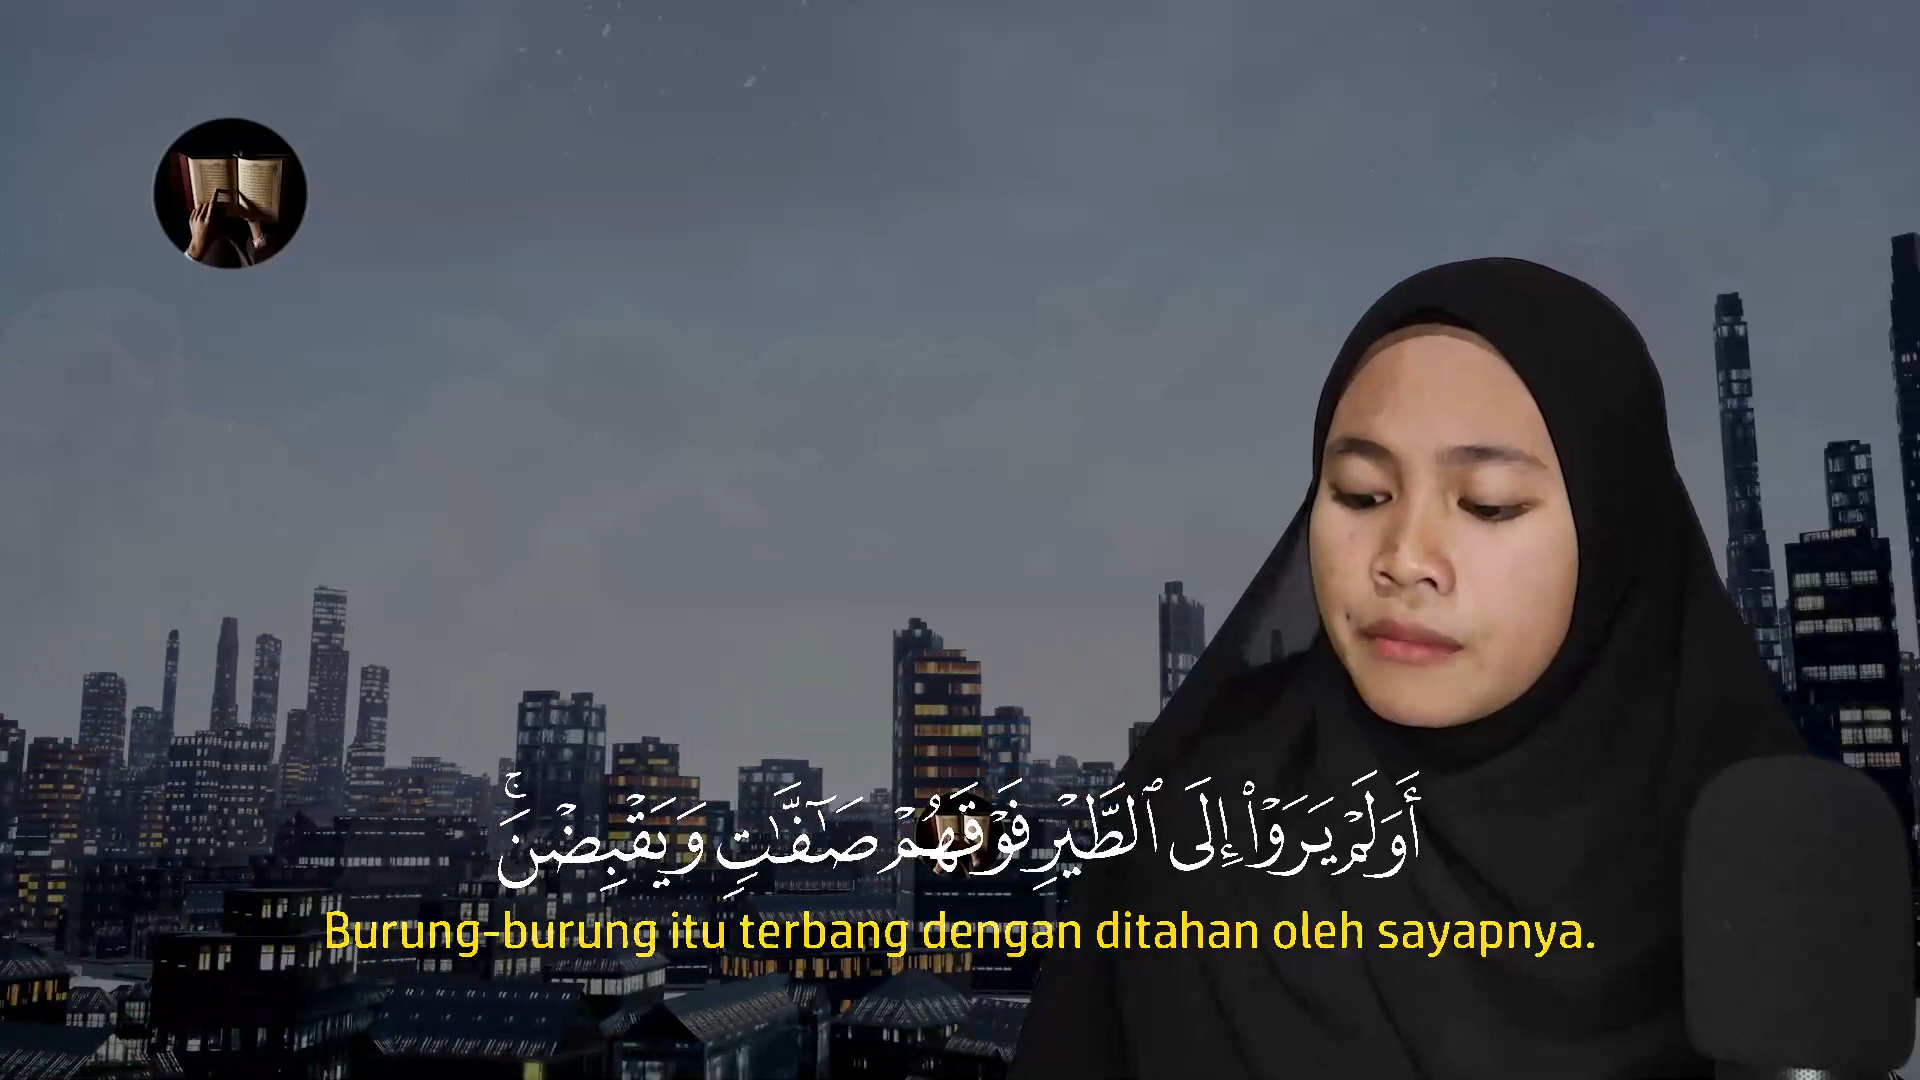 أَوَلَمْ يَرَوْا۟ إِلَى ٱلطَّيْرِ فَوْقَهُمْ صَـٰٓفَّـٰتٍ وَيَقْبِضْنَ ۚ
Burung-burung itu terbang dengan ditahan oleh sayapnya.